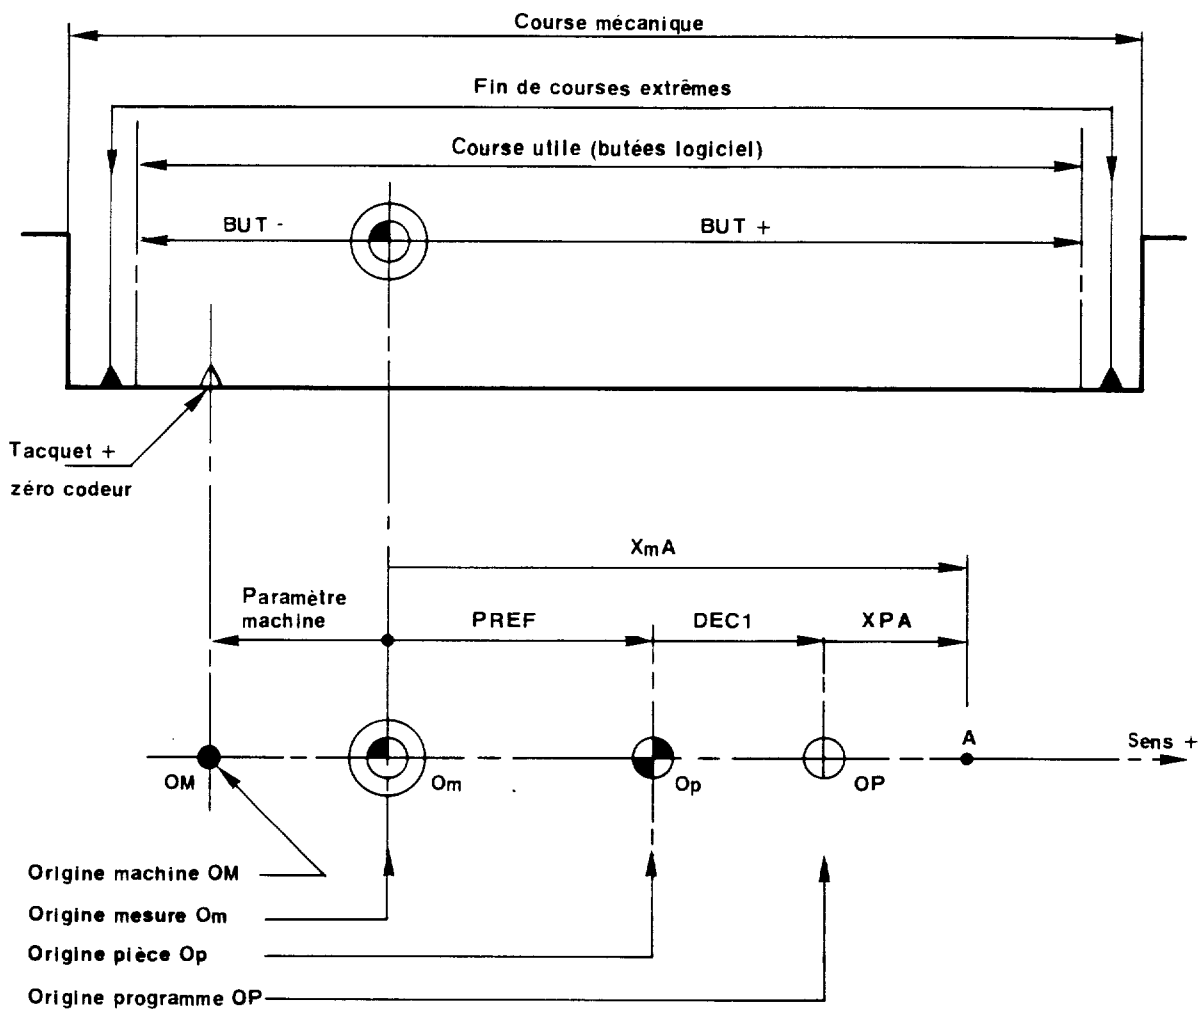 Course mécanique
Fin de courses extrêmes
Course utile (butées logiciel)
BUT -
BUT +
Tacquet +
zéro codeur
XmA
Paramètre
machine
PREF
DEC1
XPA
A
Sens +
OM
Om
Op
OP
Origine machine OM
Origine mesure Om
Origine pièce Op
Origine programme OP